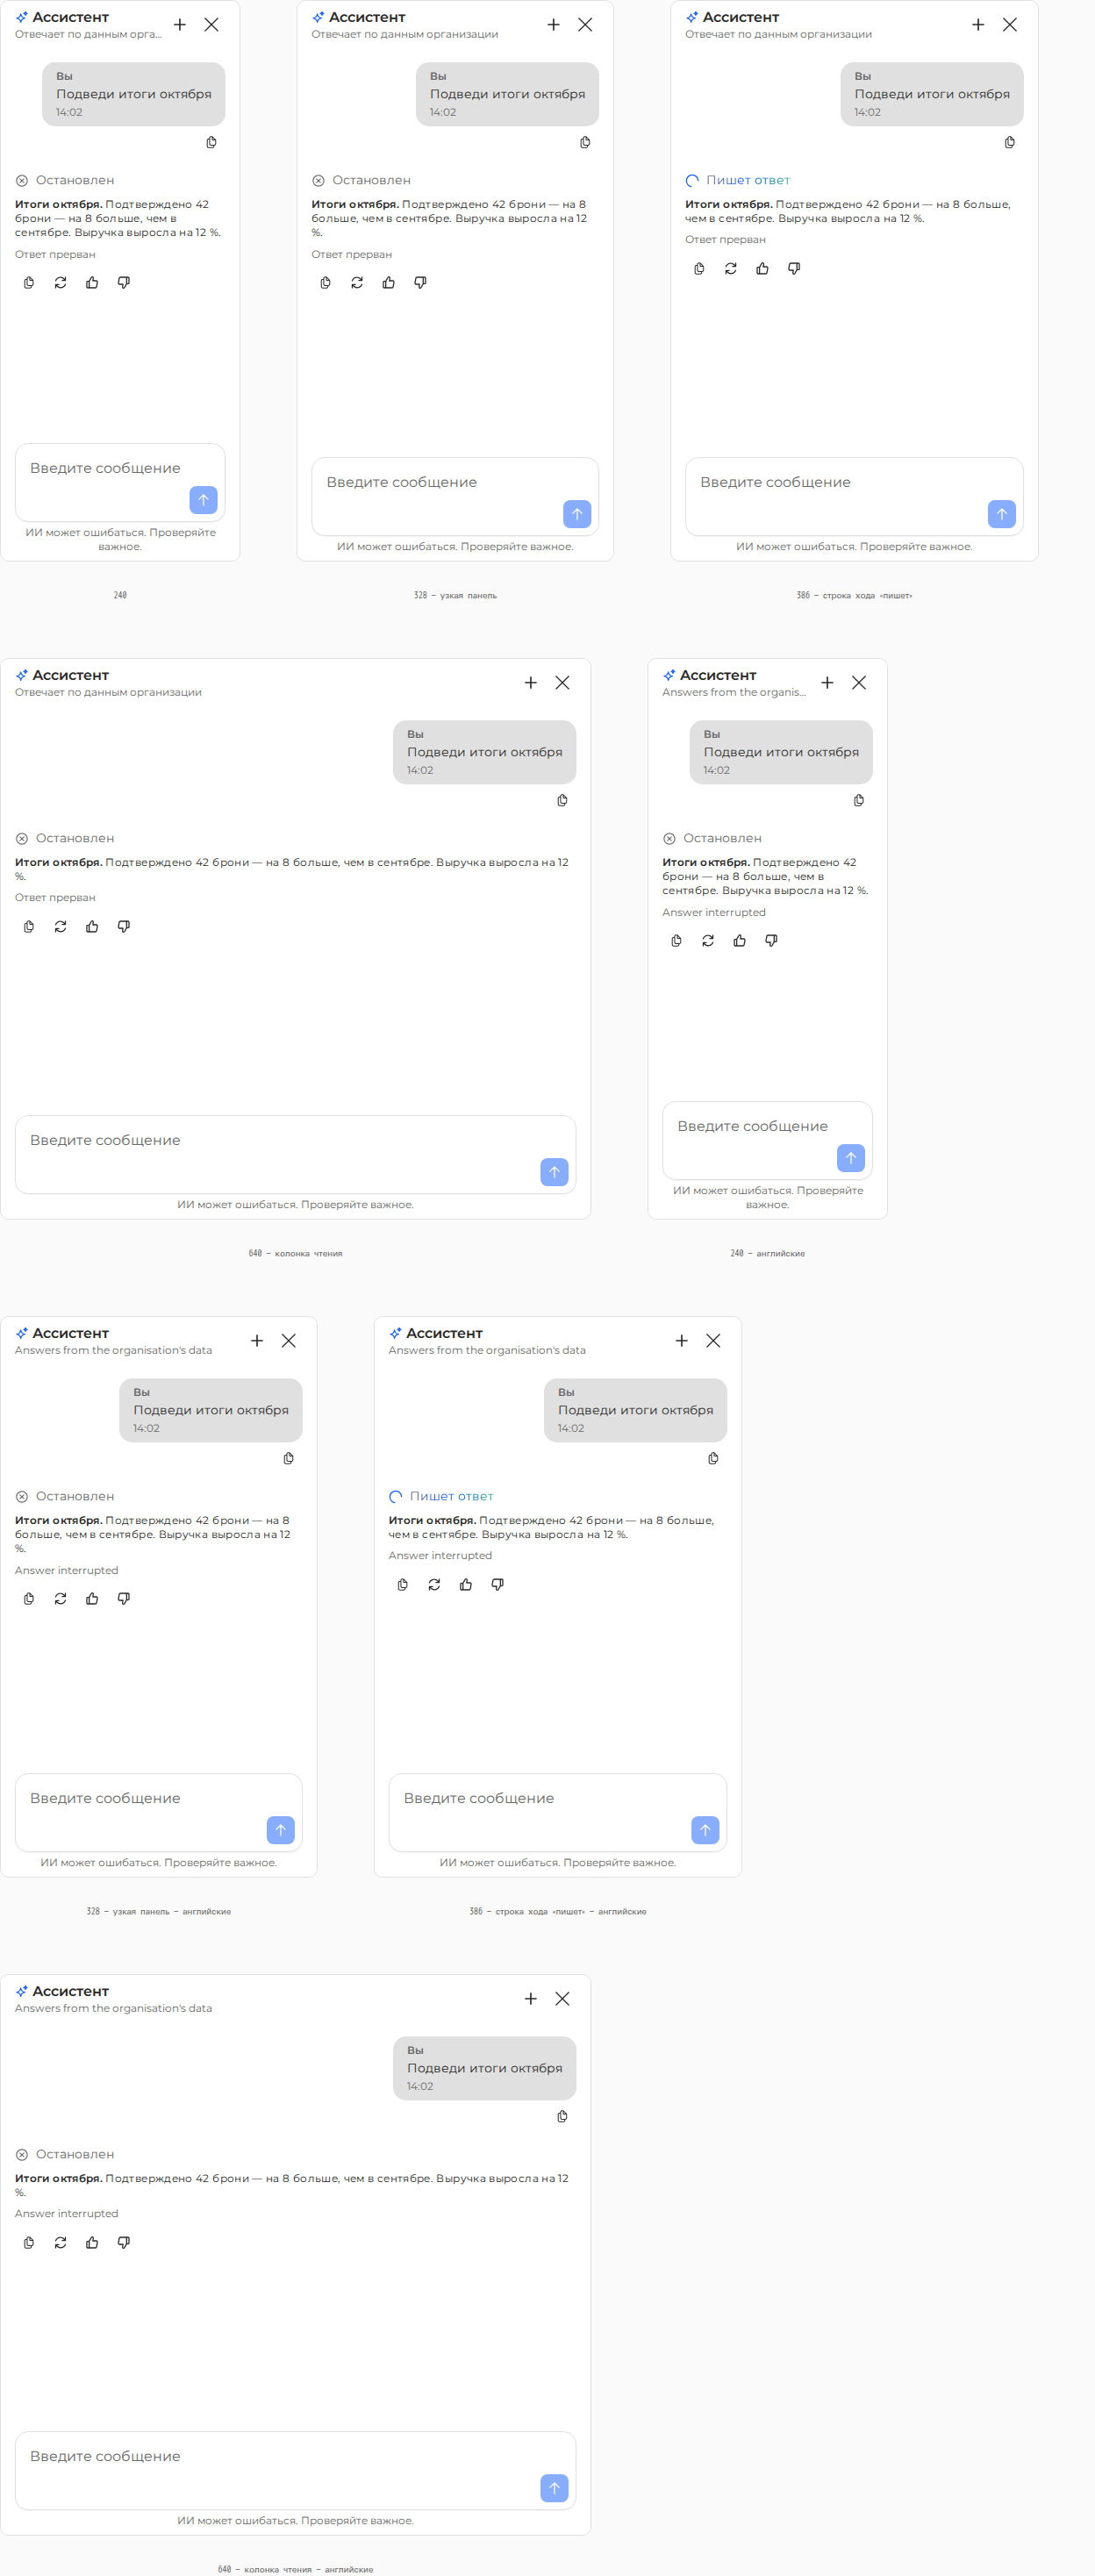 Ассистент
Отвечает по данным орга...
Вы
Подведи итоги октября
14:02
Остановлен
Итоги октября. Подтверждено 42
брони — на 8 больше, чем в
сентябре. Выручка выросла на 12 %.
Ответ прерван
Введите сообщение
ИИ может ошибаться. Проверяйте
важное.
240
Ассистент
Отвечает по данным организации
Вы
Подведи итоги октября
14:02
Остановлен
Итоги октября. Подтверждено 42 брони — на 8
больше, чем в сентябре. Выручка выросла на 12
%.
Ответ прерван
Введите сообщение
ИИ может ошибаться. Проверяйте важное.
328 — узкая панель
Ассистент
Отвечает по данным организации
Вы
Подведи итоги октября
14:02
Пишет ответ
Итоги октября. Подтверждено 42 брони — на 8 больше,
чем в сентябре. Выручка выросла на 12 %.
Ответ прерван
Введите сообщение
ИИ может ошибаться. Проверяйте важное.
386 — строка хода «пишет»
Ассистент
Отвечает по данным организации
Вы
Подведи итоги октября
14:02
Остановлен
Итоги октября. Подтверждено 42 брони — на 8 больше, чем в сентябре. Выручка выросла на 12
%.
Ответ прерван
Введите сообщение
ИИ может ошибаться. Проверяйте важное.
640 — колонка чтения
Ассистент
Answers from the organis...
Вы
Подведи итоги октября
14:02
Остановлен
Итоги октября. Подтверждено 42
брони — на 8 больше, чем в
сентябре. Выручка выросла на 12 %.
Answer interrupted
Введите сообщение
ИИ может ошибаться. Проверяйте
важное.
240 — английские
Ассистент
Answers from the organisation's data
Вы
Подведи итоги октября
14:02
Остановлен
Итоги октября. Подтверждено 42 брони — на 8
больше, чем в сентябре. Выручка выросла на 12
%.
Answer interrupted
Введите сообщение
ИИ может ошибаться. Проверяйте важное.
328 — узкая панель — английские
Ассистент
Answers from the organisation's data
Вы
Подведи итоги октября
14:02
Пишет ответ
Итоги октября. Подтверждено 42 брони — на 8 больше,
чем в сентябре. Выручка выросла на 12 %.
Answer interrupted
Введите сообщение
ИИ может ошибаться. Проверяйте важное.
386 — строка хода «пишет» — английские
Ассистент
Answers from the organisation's data
Вы
Подведи итоги октября
14:02
Остановлен
Итоги октября. Подтверждено 42 брони — на 8 больше, чем в сентябре. Выручка выросла на 12
%.
Answer interrupted
Введите сообщение
ИИ может ошибаться. Проверяйте важное.
640 — колонка чтения — английские